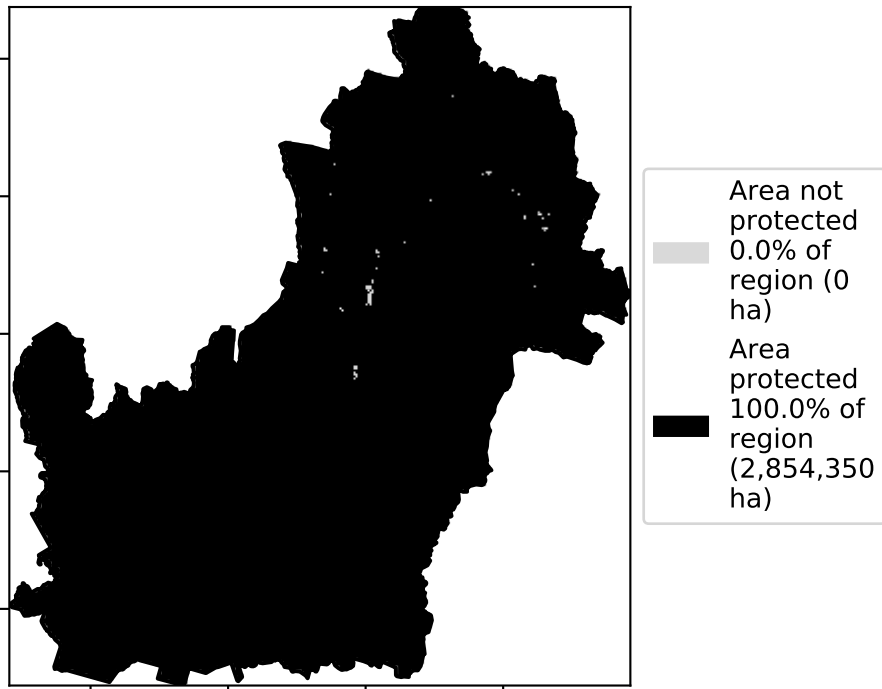 Area not
protected
0.0% of
region (0
ha)
Area
protected
100.0% of
region
(2,854,350
ha)